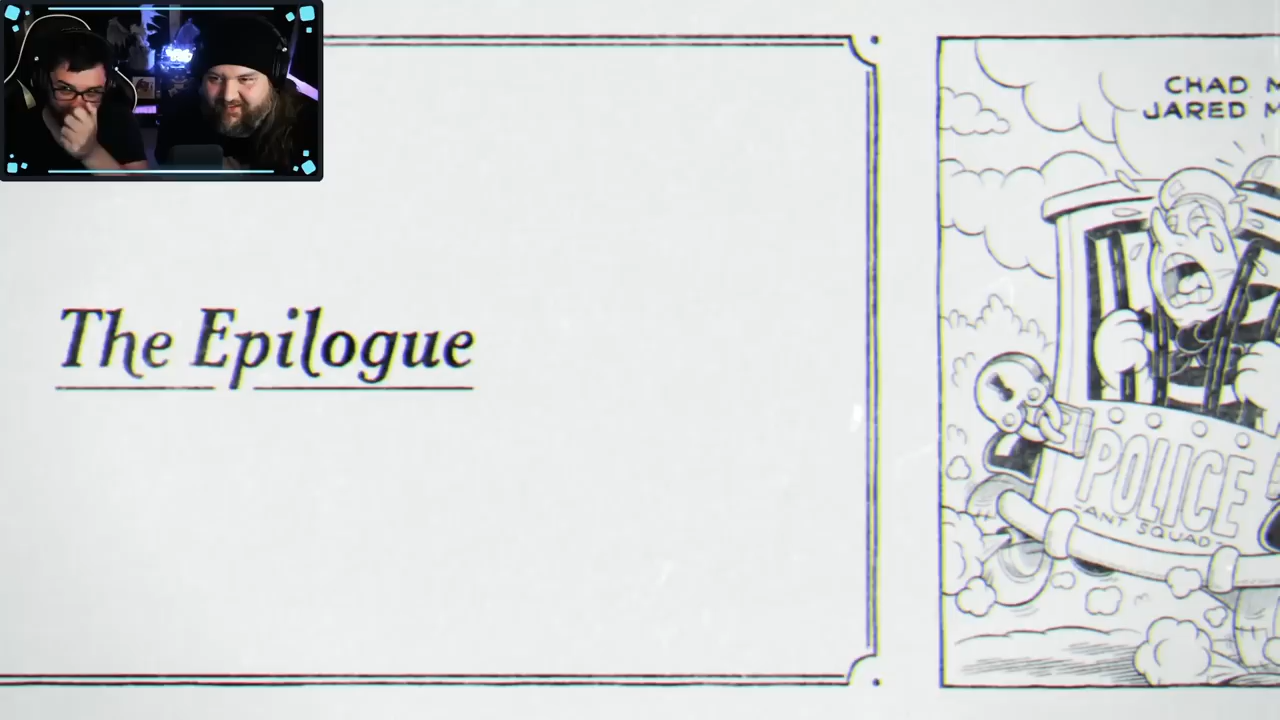 The Epilogue
CHAD M
JARED M
POLICE
-ANT SQUAD-